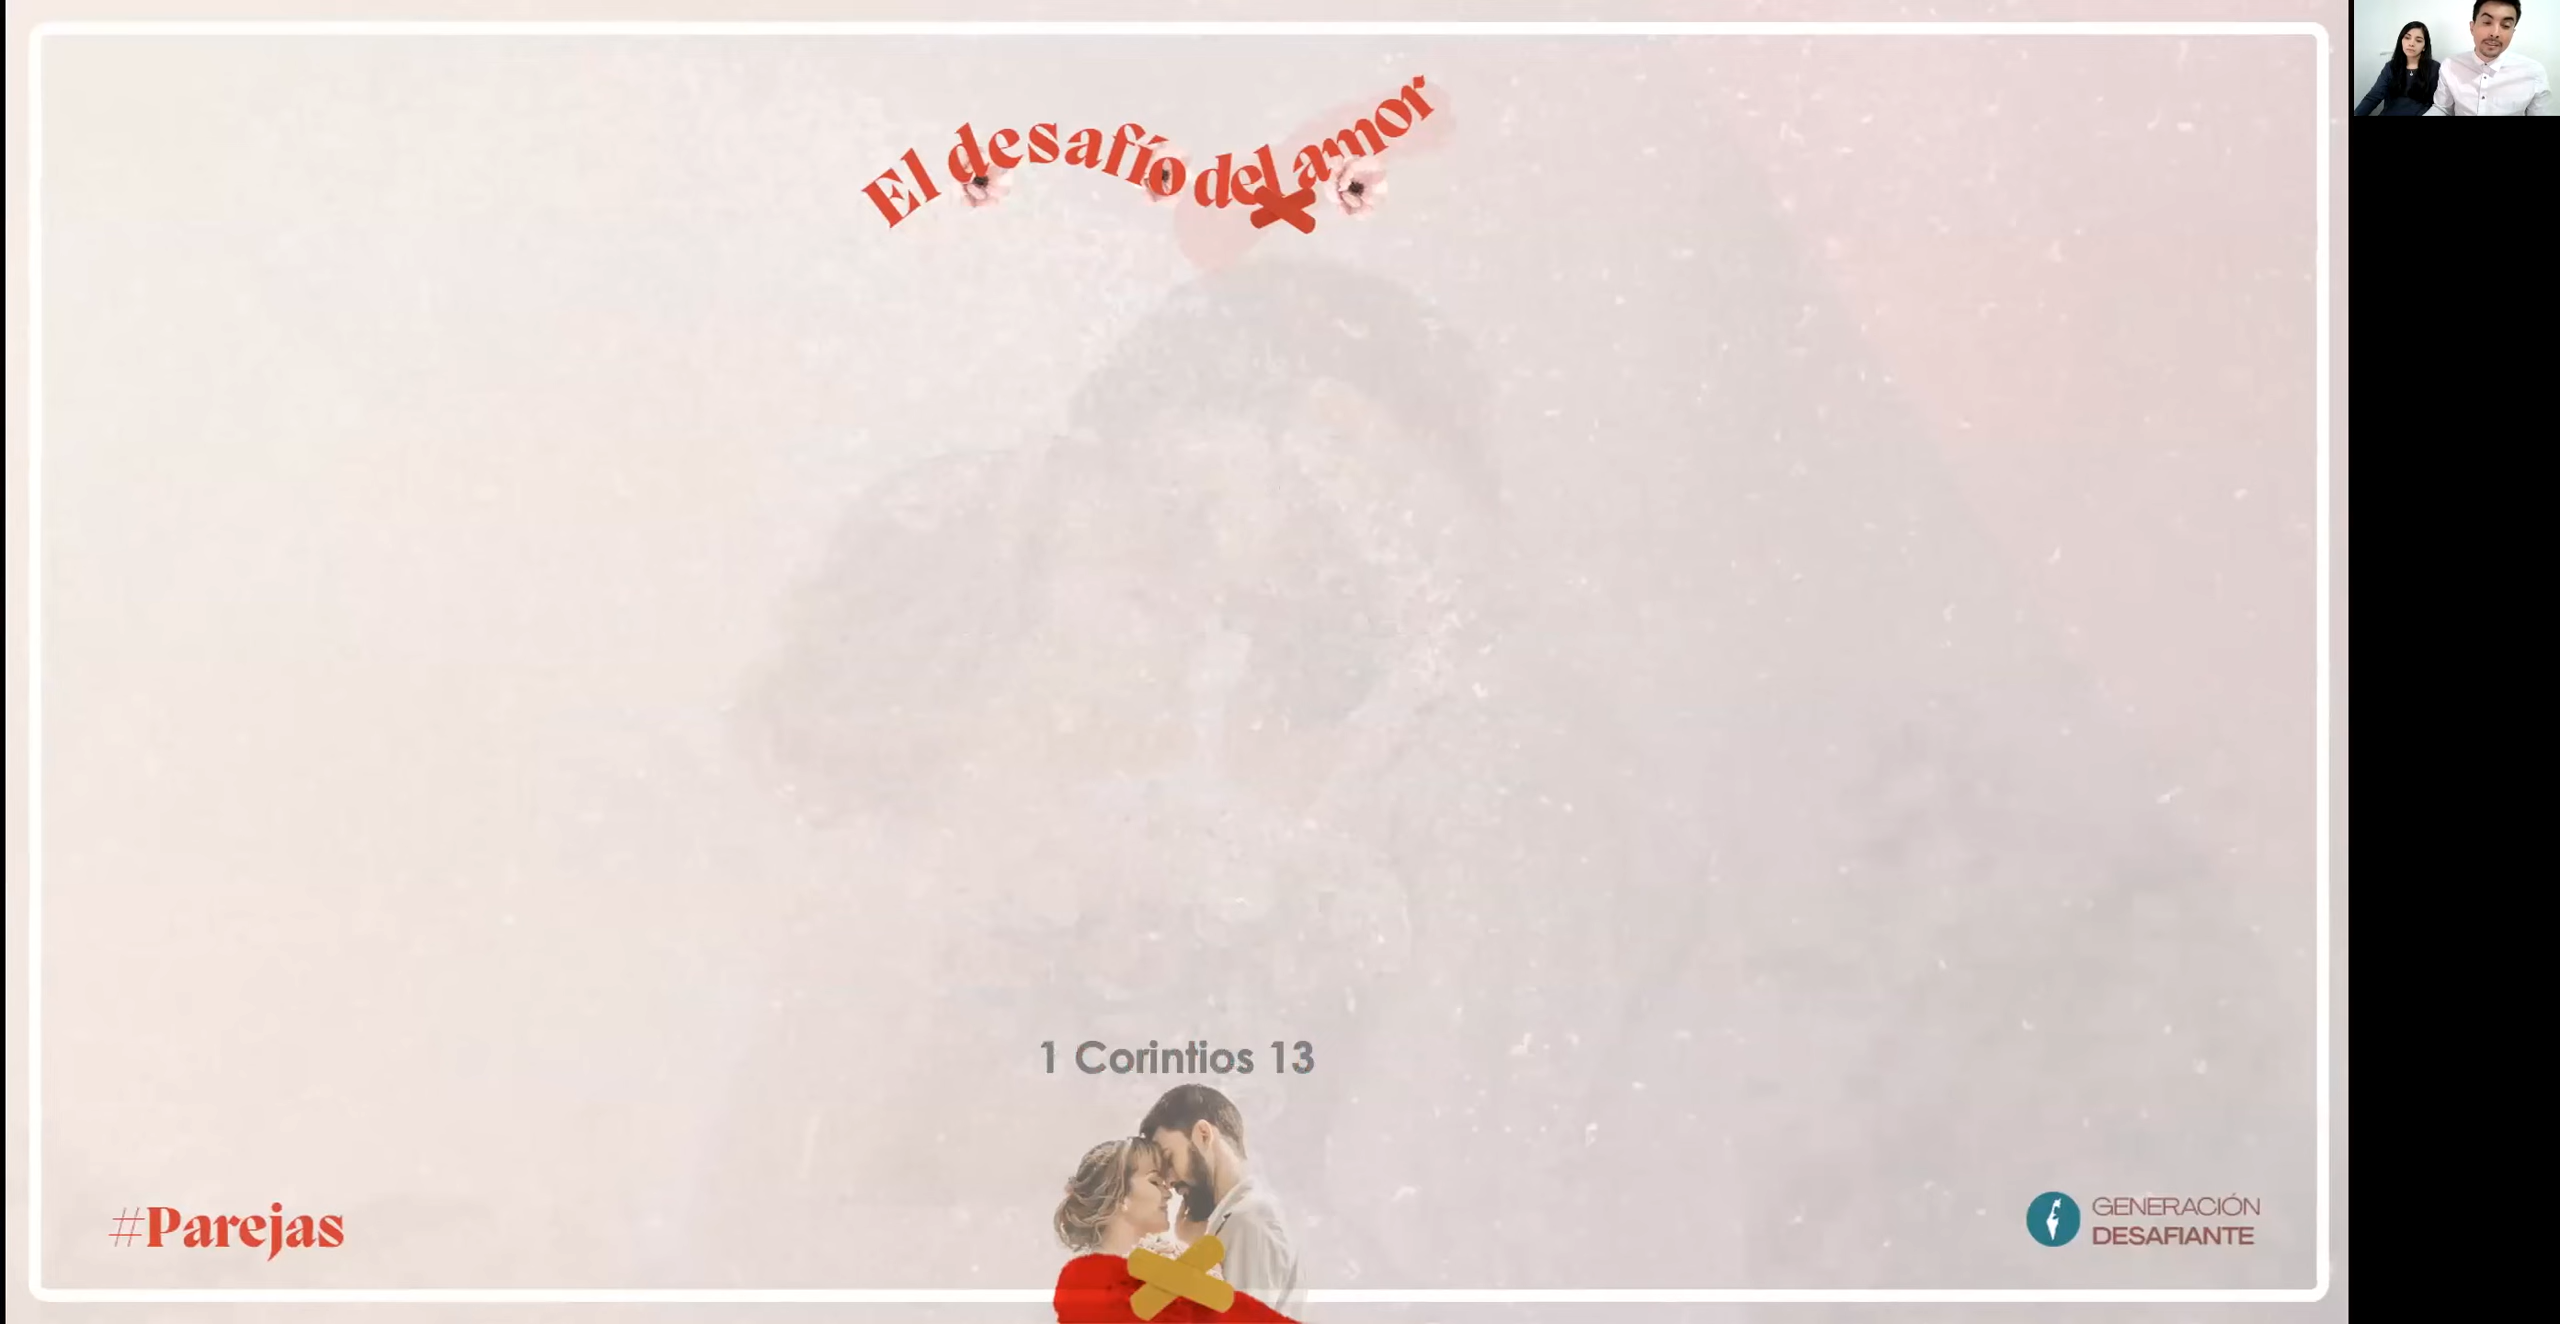 El desafío del amor
1 Corintios 13
#Parejas
GENERACIÓN
DESAFIANTE